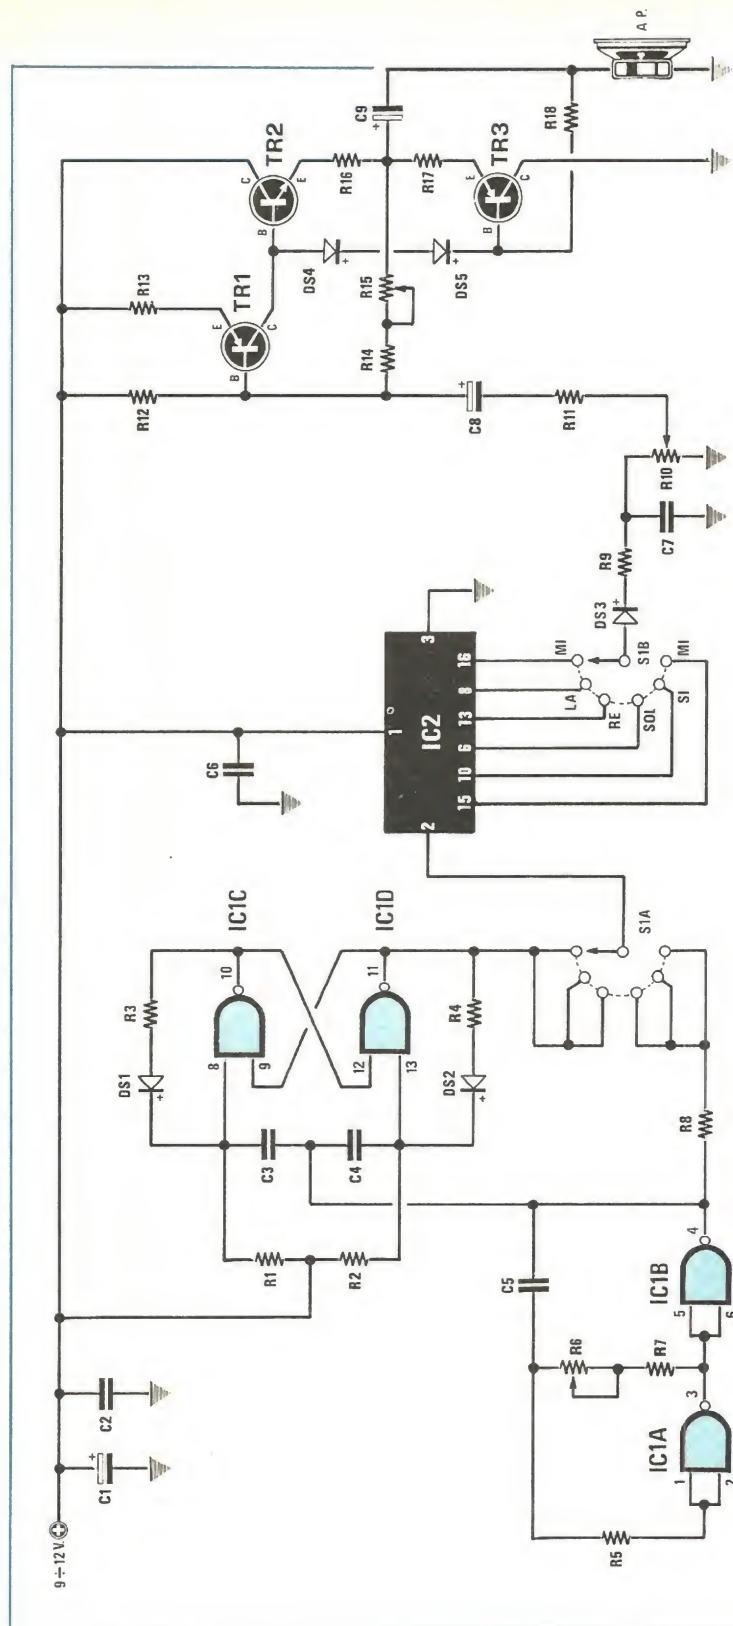 9÷12 V.
C1
+
C2
R5
1
2
IC1A
3
R6
R7
C5
5
6
IC1B
4
R8
R1
R2
C3
C4
DS1
+
R3
8
9
IC1C
10
12
13
IC1D
11
DS2
+
R4
S1A
C6
1
2
IC2
3
15
10
6
13
8
16
MI
LA
RE
SOL
SI
MI
S1B
DS3
+
R9
C7
R10
R11
C8
+
R12
R13
TR1
E
B
C
R14
R15
DS4
+
DS5
+
TR2
C
B
E
R16
R17
TR3
E
B
C
C9
+
R18
A.P.